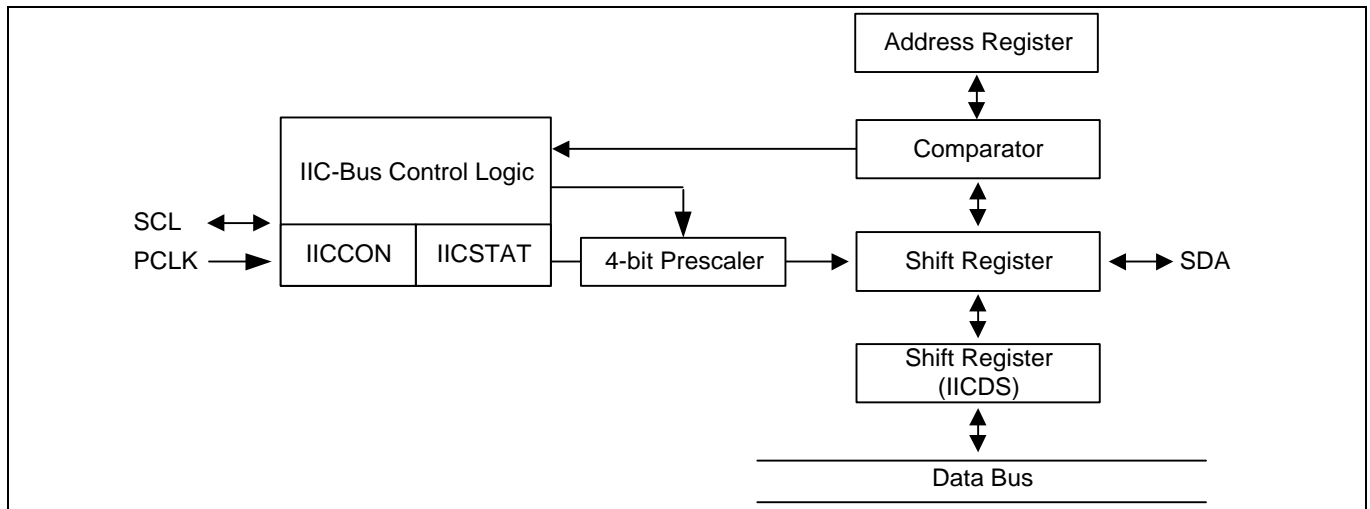 Address Register
Comparator
IIC-Bus Control Logic
SCL
PCLK
IICCON
IICSTAT
4-bit Prescaler
Shift Register
SDA
Shift Register
(IICDS)
Data Bus